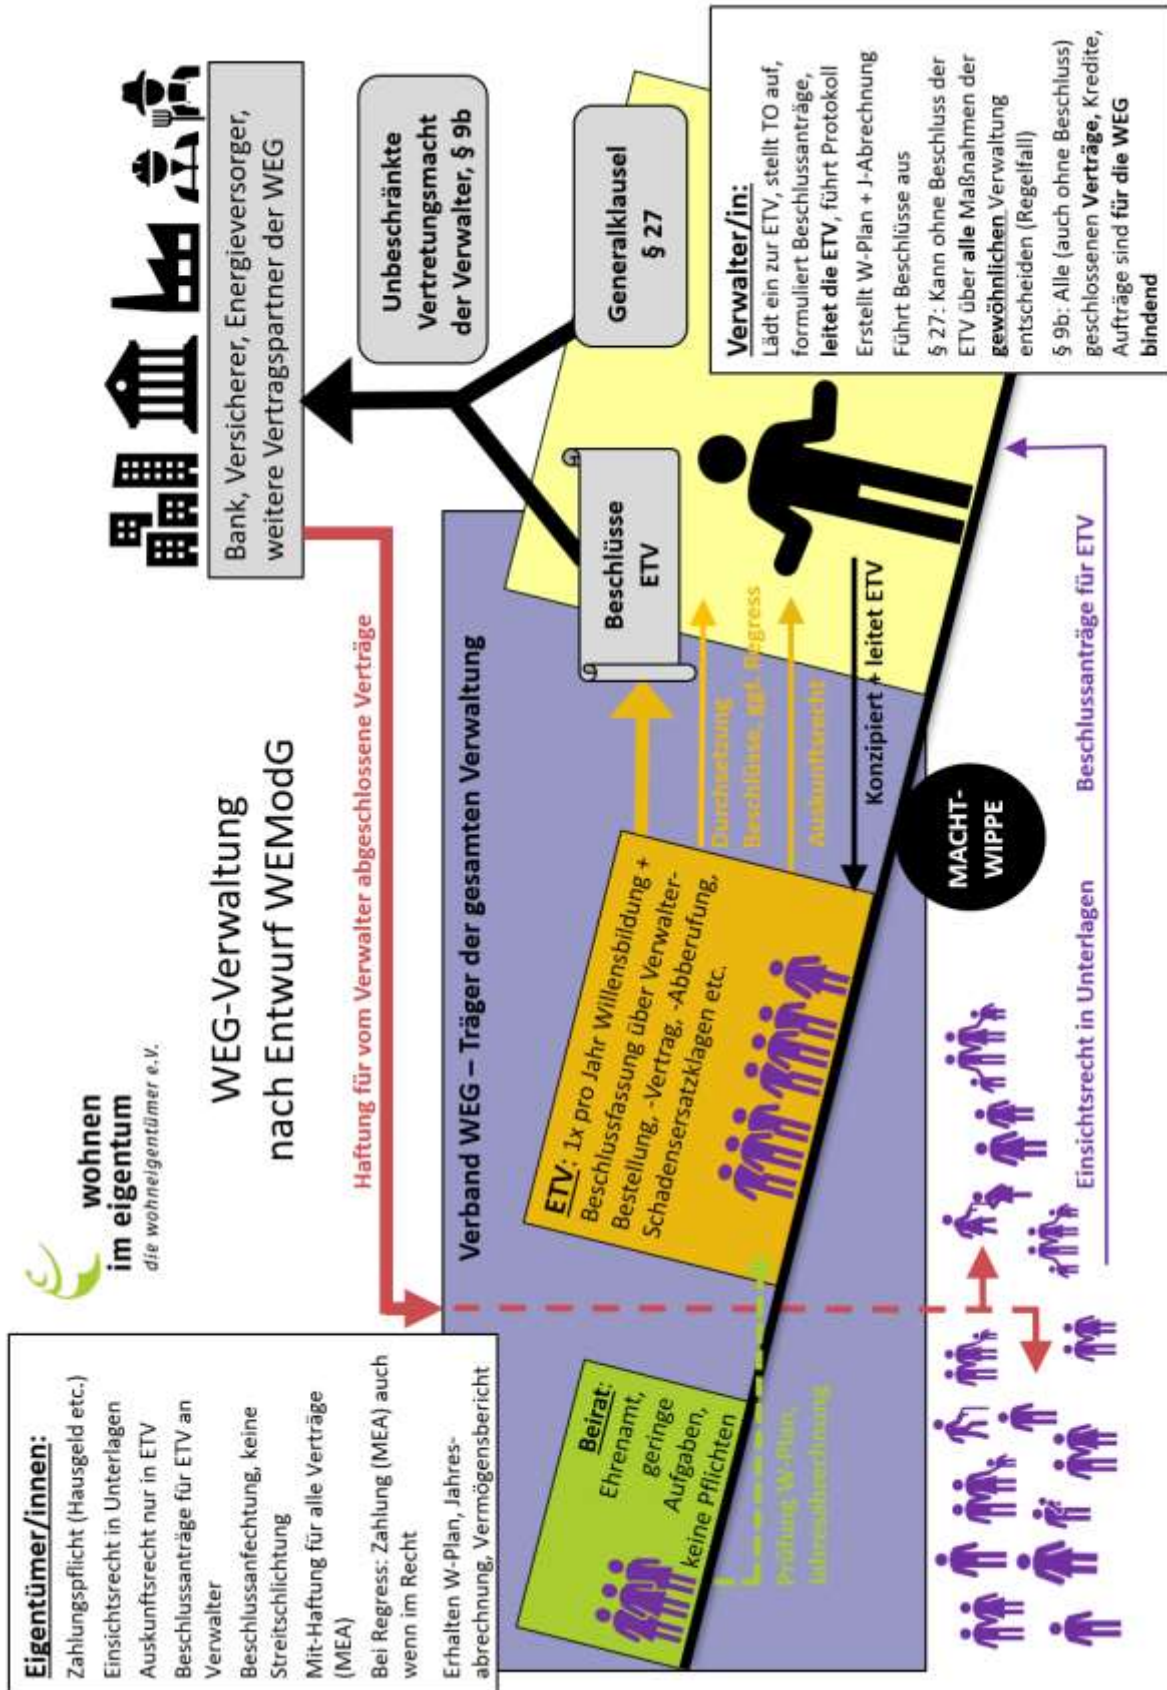 Eigentümer/innen:
Zahlungspflicht (Hausgeld etc.)
Einsichtsrecht in Unterlagen
Auskunftsrecht nur in ETV
Beschlussanträge für ETV an
Verwalter
Beschlussanfechtung, keine
Streitschlichtung
Mit-Haftung für alle Verträge
(MEA)
Bei Regress: Zahlung (MEA) auch
wenn im Recht
Erhalten W-Plan, Jahres-
abrechnung, Vermögensbericht
wohnen
im eigentum
die wohneigentümer e.V.
WEG-Verwaltung
nach Entwurf WEModG
Bank, Versicherer, Energieversorger,
weitere Vertragspartner der WEG
Haftung für vom Verwalter abgeschlossene Verträge
Unbeschränkte
Vertretungsmacht
der Verwalter, § 9b
Verband WEG – Träger der gesamten Verwaltung
Beschlüsse
ETV
Generalklausel
§ 27
Beirat:
Ehrenamt,
geringe
Aufgaben,
keine Pflichten
ETV: 1x pro Jahr Willensbildung +
Beschlussfassung über Verwalter-
Bestellung, -Vertrag, -Abberufung,
Schadensersatzklagen etc.
Durchsetzung
Beschlüsse, ggf. Regress
Auskunftsrecht
Konzipiert + leitet ETV
Prüfung W-Plan,
Jahresabrechnung
MACHT-
WIPPE
Einsichtsrecht in Unterlagen
Beschlussanträge für ETV
Verwalter/in:
Lädt ein zur ETV, stellt TO auf,
formuliert Beschlussanträge,
leitet die ETV, führt Protokoll
Erstellt W-Plan + J-Abrechnung
Führt Beschlüsse aus
§ 27: Kann ohne Beschluss der
ETV über alle Maßnahmen der
gewöhnlichen Verwaltung
entscheiden (Regelfall)
§ 9b: Alle (auch ohne Beschluss)
geschlossenen Verträge, Kredite,
Aufträge sind für die WEG
bindend